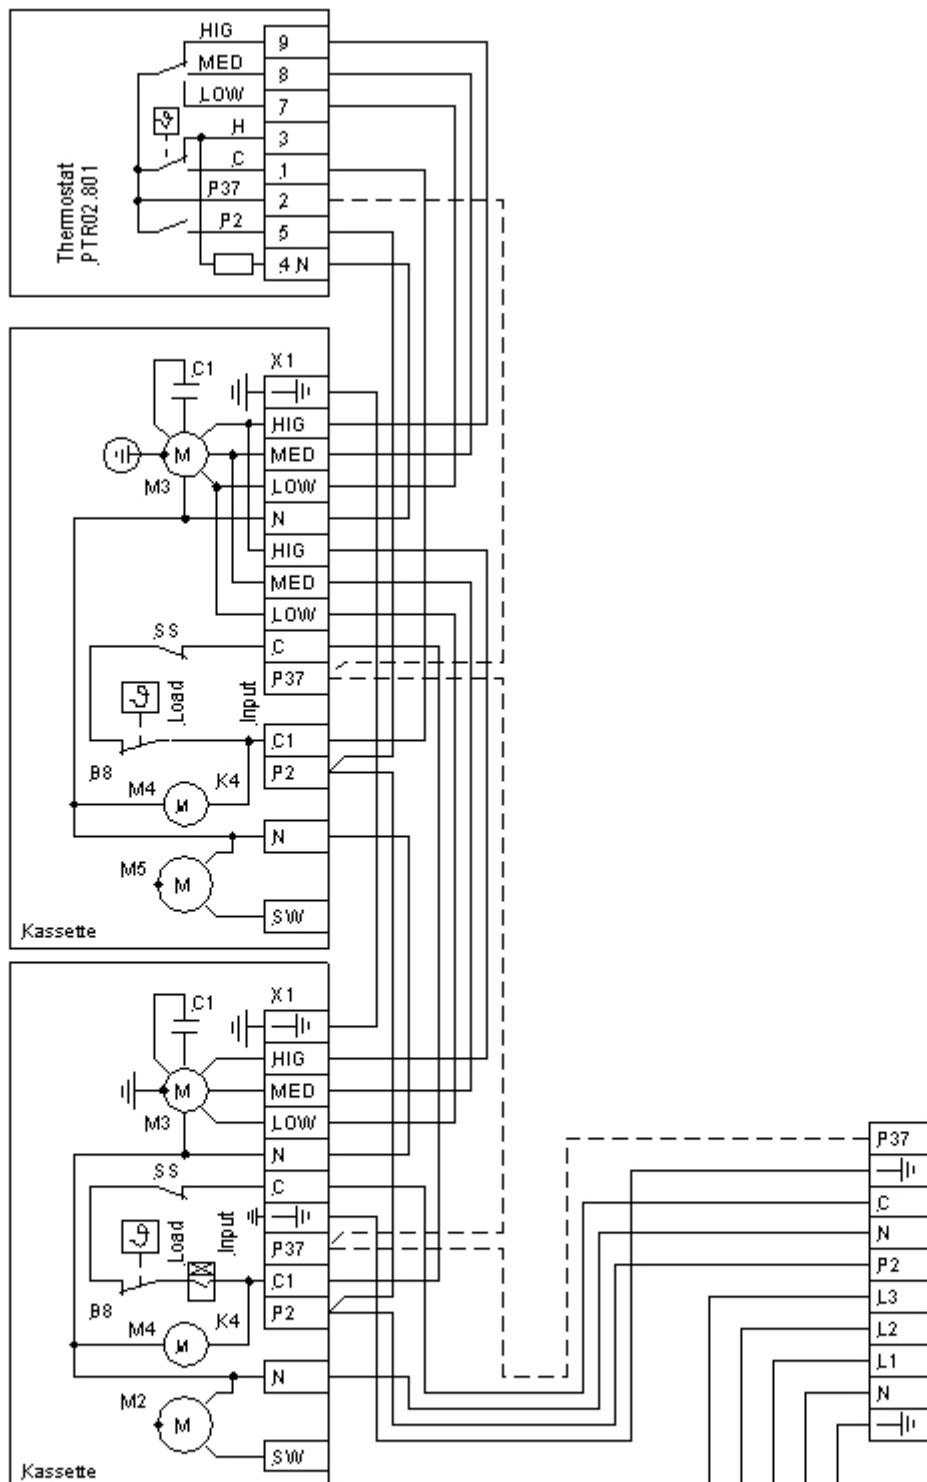 HIG 9
MED 8
LOW 7
H 3
C 1
P37 2
P2 5
4 N
Thermostat
PTR02.801
X1
C1
HIG
M MED
M3 LOW
N
HIG
MED
LOW
SS C
P37
Load Input
C1
B8 P2
M4 K4
M
N
M5
M
SW
Kassette
X1
C1
HIG
M MED
M3 LOW
N
SS C
Load Input
P37
C1
B8 P2
M4 K4
M
N
M2
M
SW
Kassette
P37
C
N
P2
L3
L2
L1
N